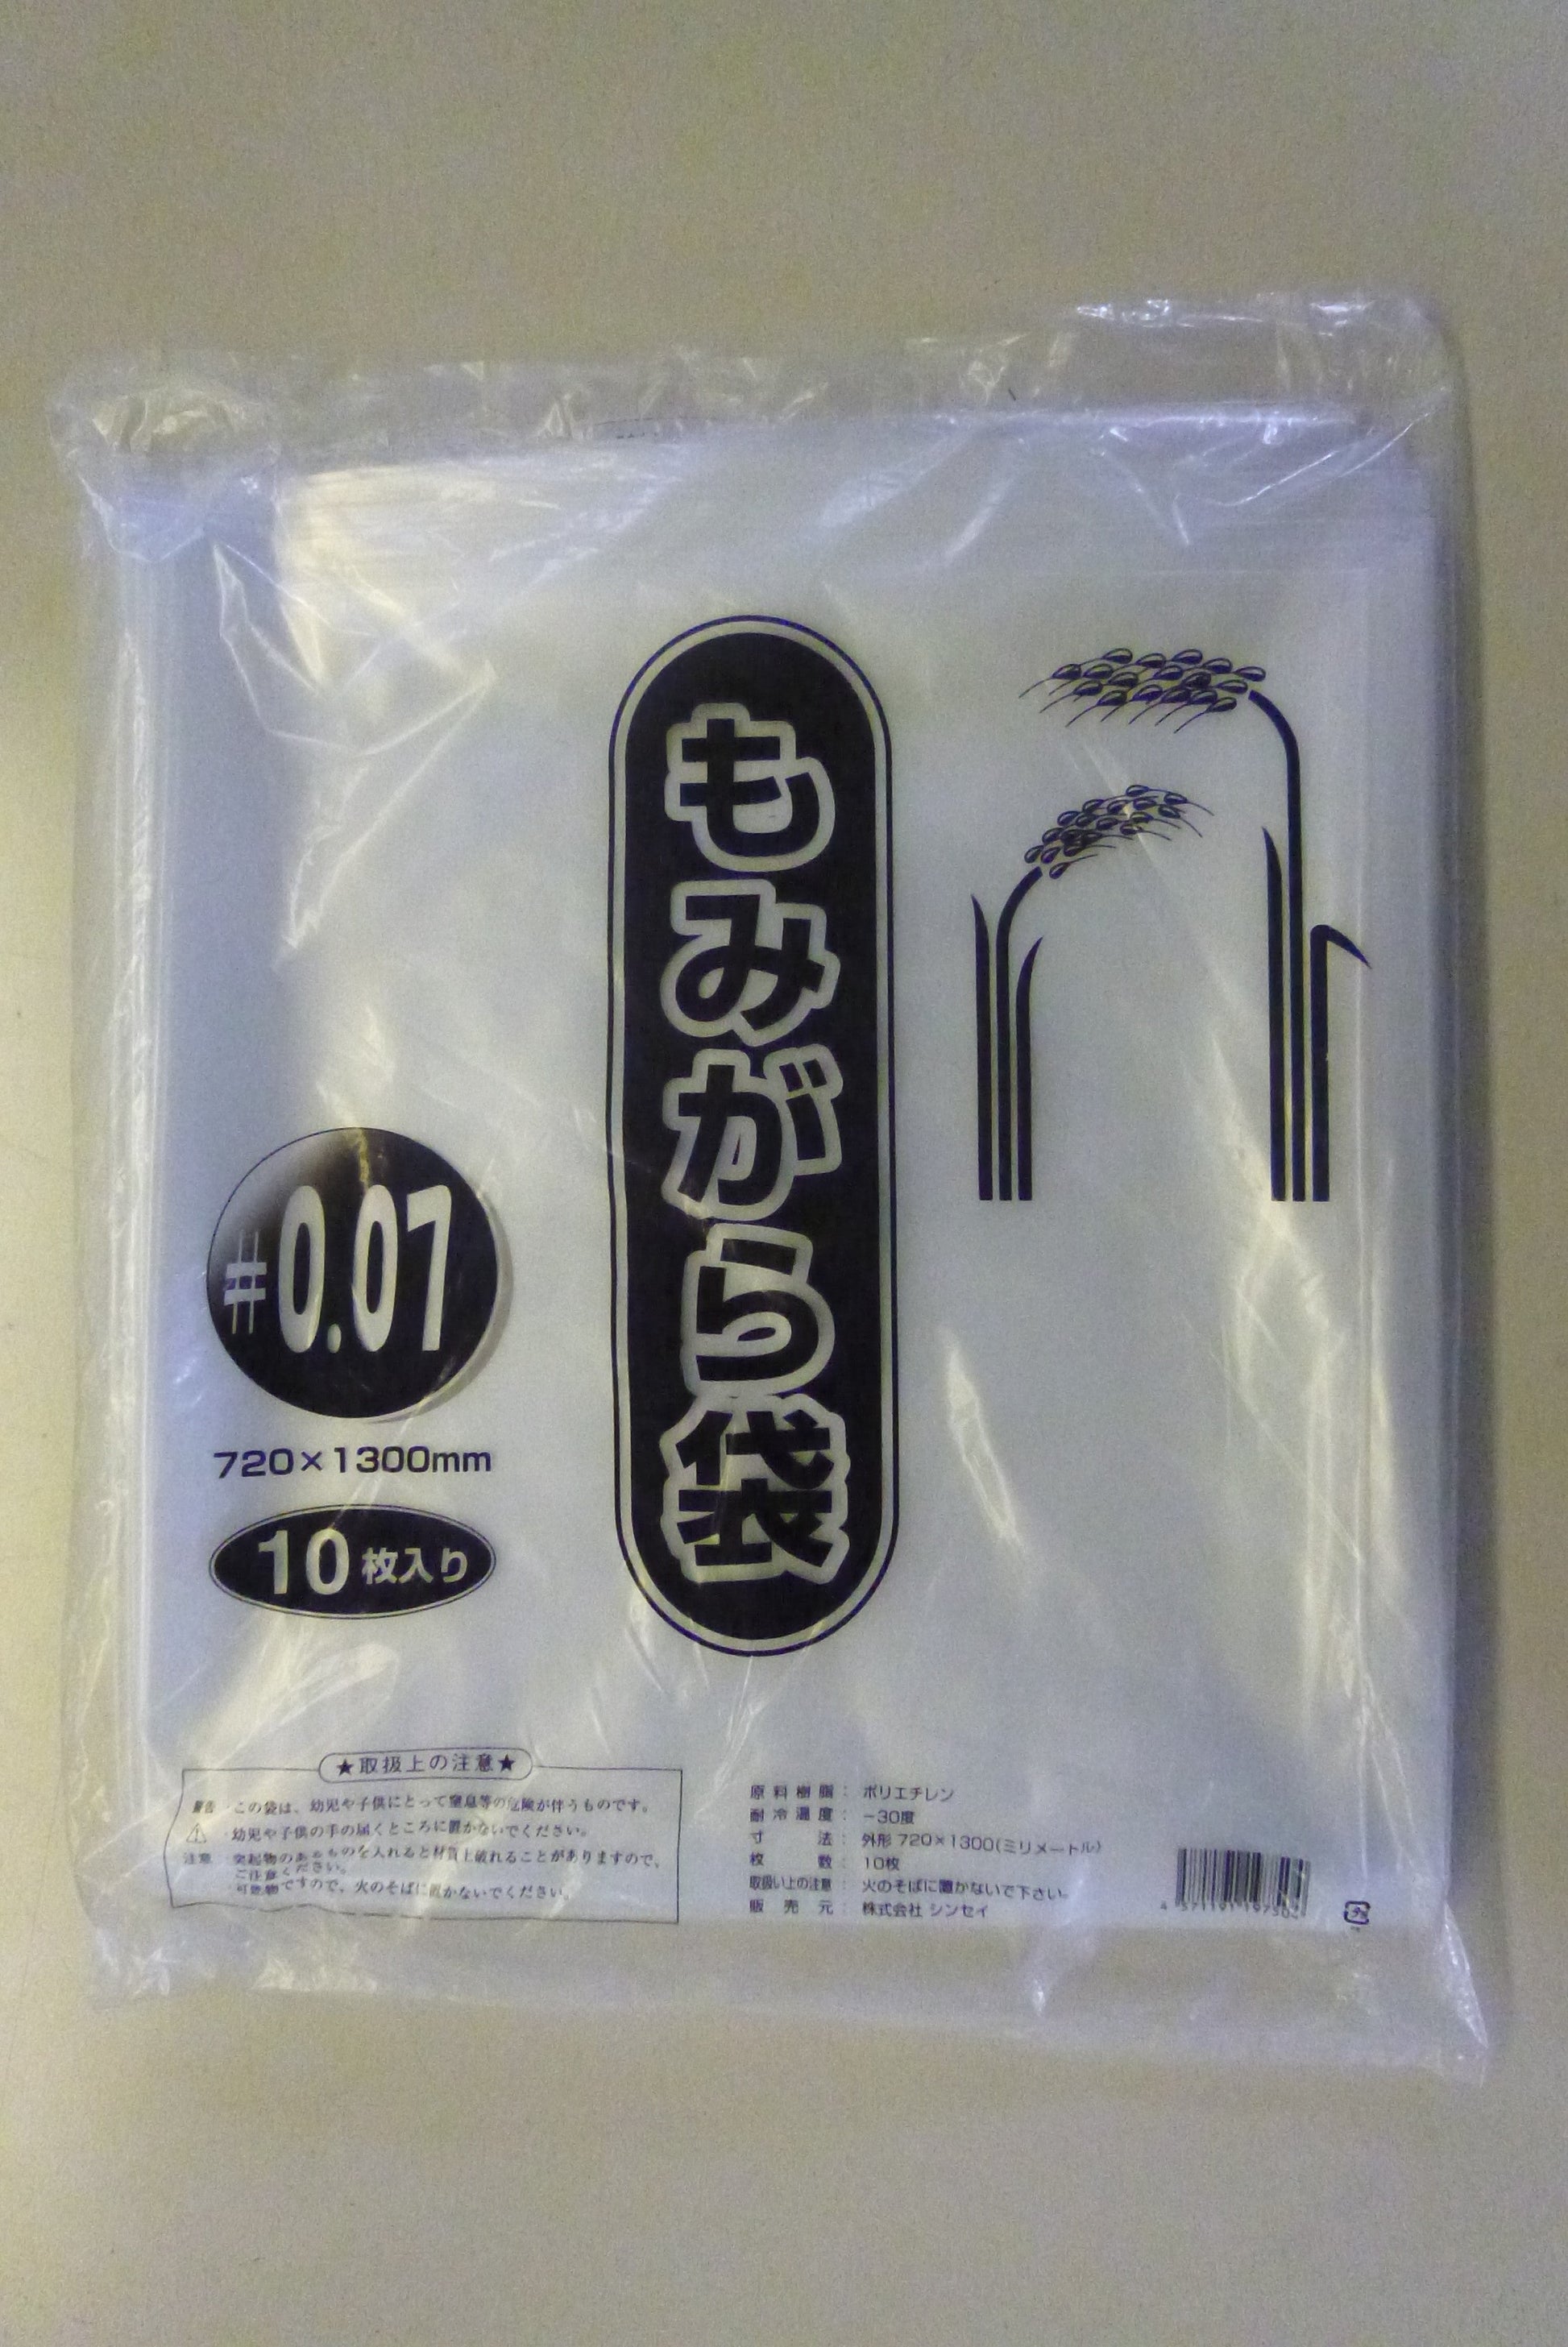 もみがら袋
#0.07
720×1300mm
10枚入り
★取扱上の注意★
警告・この袋は、幼児や子供にとって窒息等の危険が伴うものです。
・幼児や子供の手の届くところに置かないでください。
注意 突起物のあるものを入れると材質上破れることがありますので、
ご注意ください。
可燃物ですので、火のそばに置かないでください。
原料樹脂：ポリエチレン
耐冷温度：−30度
寸法：外形 720×1300(ミリメートル)
枚数：10枚
取扱い上の注意：火のそばに置かないで下さい。
販売元：株式会社 シンセイ
プラ